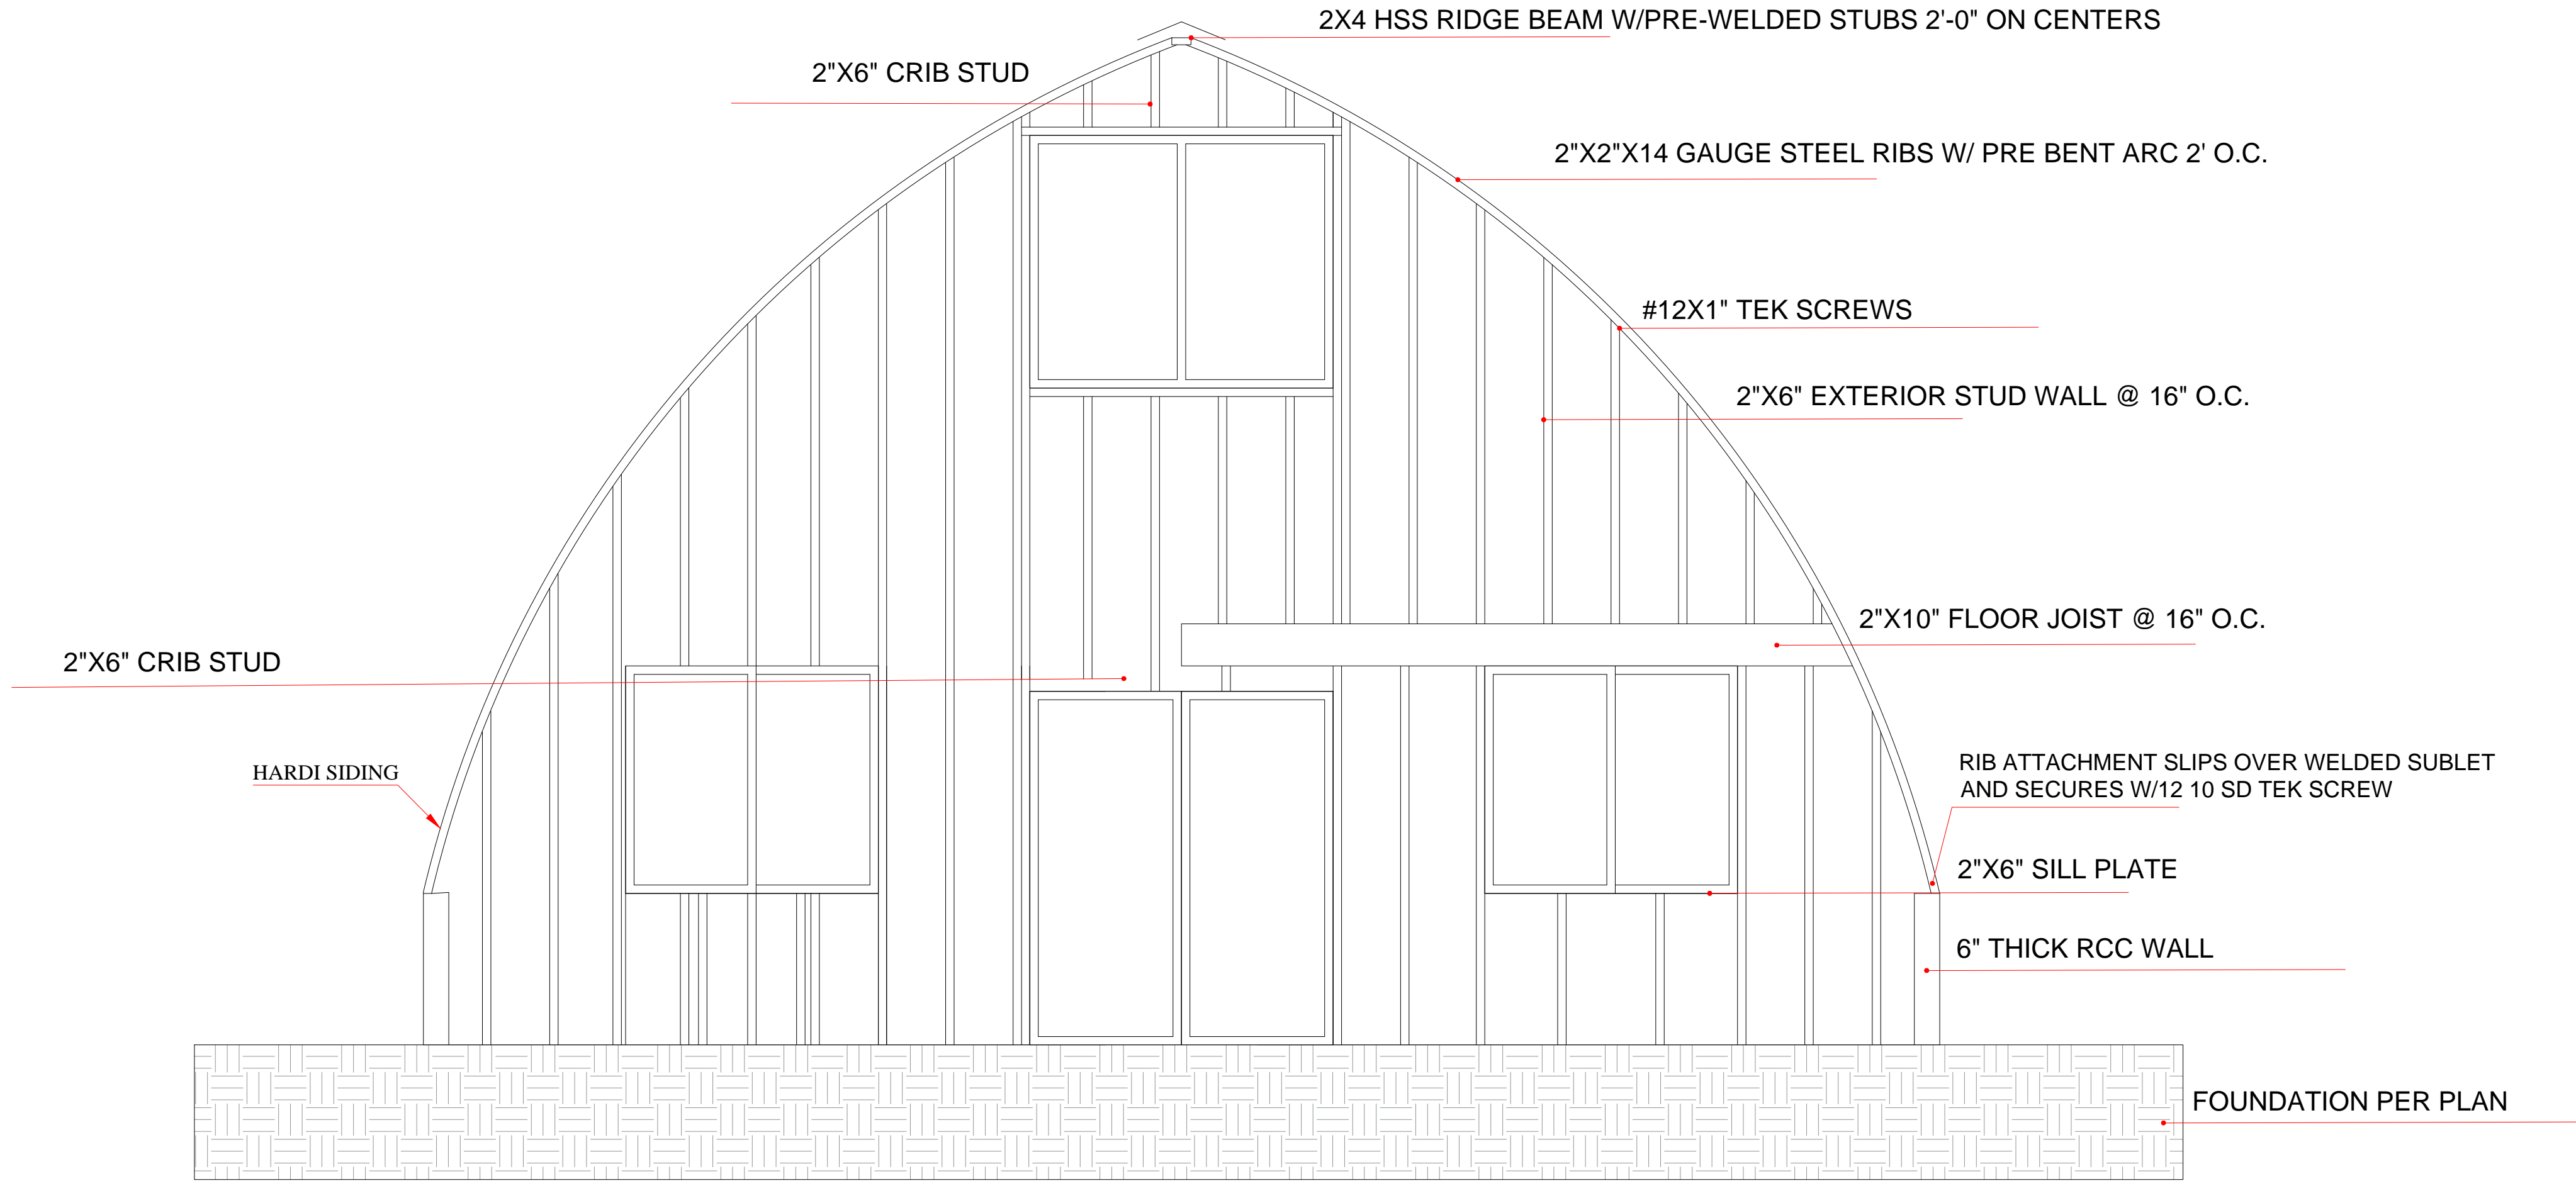 2X4 HSS RIDGE BEAM W/PRE-WELDED STUBS 2'-0" ON CENTERS
2"X6" CRIB STUD
2"X2"X14 GAUGE STEEL RIBS W/ PRE BENT ARC 2' O.C.
#12X1" TEK SCREWS
2"X6" EXTERIOR STUD WALL @ 16" O.C.
2"X10" FLOOR JOIST @ 16" O.C.
2"X6" CRIB STUD
HARDI SIDING
RIB ATTACHMENT SLIPS OVER WELDED SUBLET
AND SECURES W/12 10 SD TEK SCREW
2"X6" SILL PLATE
6" THICK RCC WALL
FOUNDATION PER PLAN